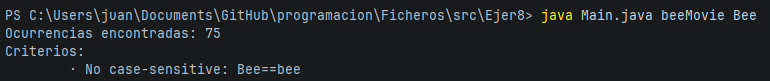 PS C:\Users\juan\Documents\GitHub\programacion\Ficheros\src\Ejer8> java Main.java beeMovie Bee
Ocurrencias encontradas: 75
Criterios:
· No case-sensitive: Bee==bee